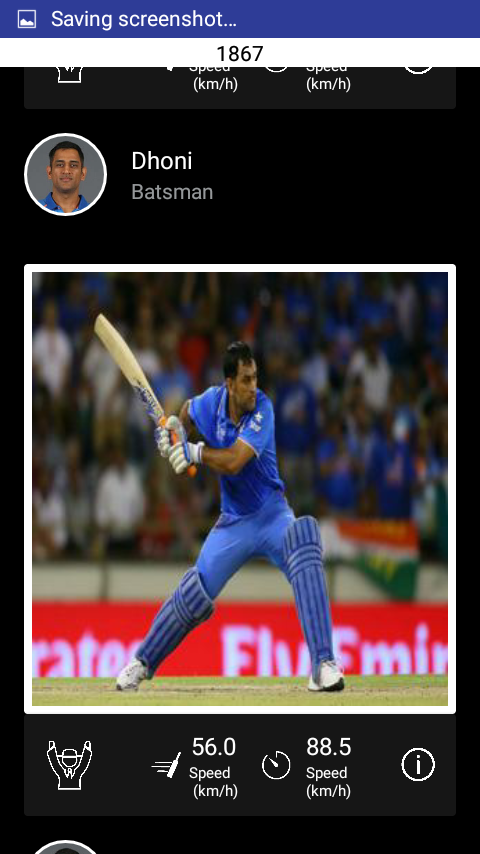 Saving screenshot...
1867
Speed Speed
(km/h) (km/h)
Dhoni
Batsman
rates Fly Emir
56.0 88.5
Speed Speed
(km/h) (km/h)